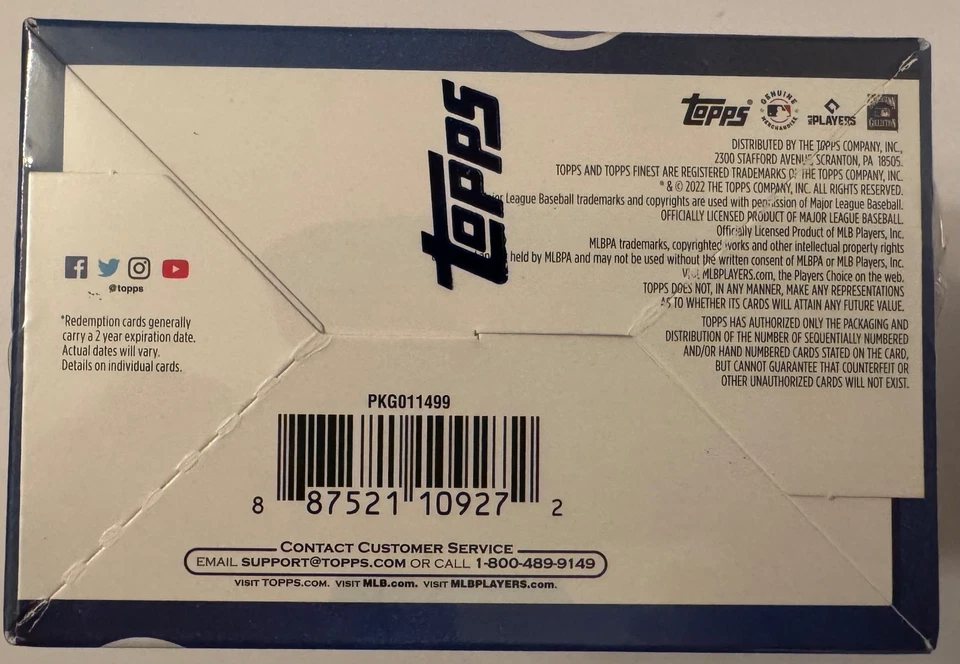 topps
topps®
GENUINE
MERCHANDISE
PLAYERS
DISTRIBUTED BY THE TOPPS COMPANY, INC.,
2300 STAFFORD AVENUE, SCRANTON, PA 18505.
TOPPS AND TOPPS FINEST ARE REGISTERED TRADEMARKS OF THE TOPPS COMPANY, INC.
® & © 2022 THE TOPPS COMPANY, INC. ALL RIGHTS RESERVED.
League Baseball trademarks and copyrights are used with permission of Major League Baseball.
OFFICIALLY LICENSED PRODUCT OF MAJOR LEAGUE BASEBALL.
Officially Licensed Product of MLB Players, Inc.
MLBPA trademarks, copyrighted works and other intellectual property rights
held by MLBPA and may not be used without the written consent of MLBPA or MLB Players, Inc.
Visit MLBPLAYERS.com, the Players Choice on the web.
TOPPS DOES NOT, IN ANY MANNER, MAKE ANY REPRESENTATIONS
AS TO WHETHER ITS CARDS WILL ATTAIN ANY FUTURE VALUE.
TOPPS HAS AUTHORIZED ONLY THE PACKAGING AND
DISTRIBUTION OF THE NUMBER OF SEQUENTIALLY NUMBERED
AND/OR HAND NUMBERED CARDS STATED ON THE CARD,
BUT CANNOT GUARANTEE THAT COUNTERFEIT OR
OTHER UNAUTHORIZED CARDS WILL NOT EXIST.
@topps
*Redemption cards generally
carry a 2 year expiration date.
Actual dates will vary.
Details on individual cards.
PKG011499
8 87521 10927 2
CONTACT CUSTOMER SERVICE
EMAIL SUPPORT@TOPPS.COM OR CALL 1-800-489-9149
VISIT TOPPS.COM. VISIT MLB.com. VISIT MLBPLAYERS.com.